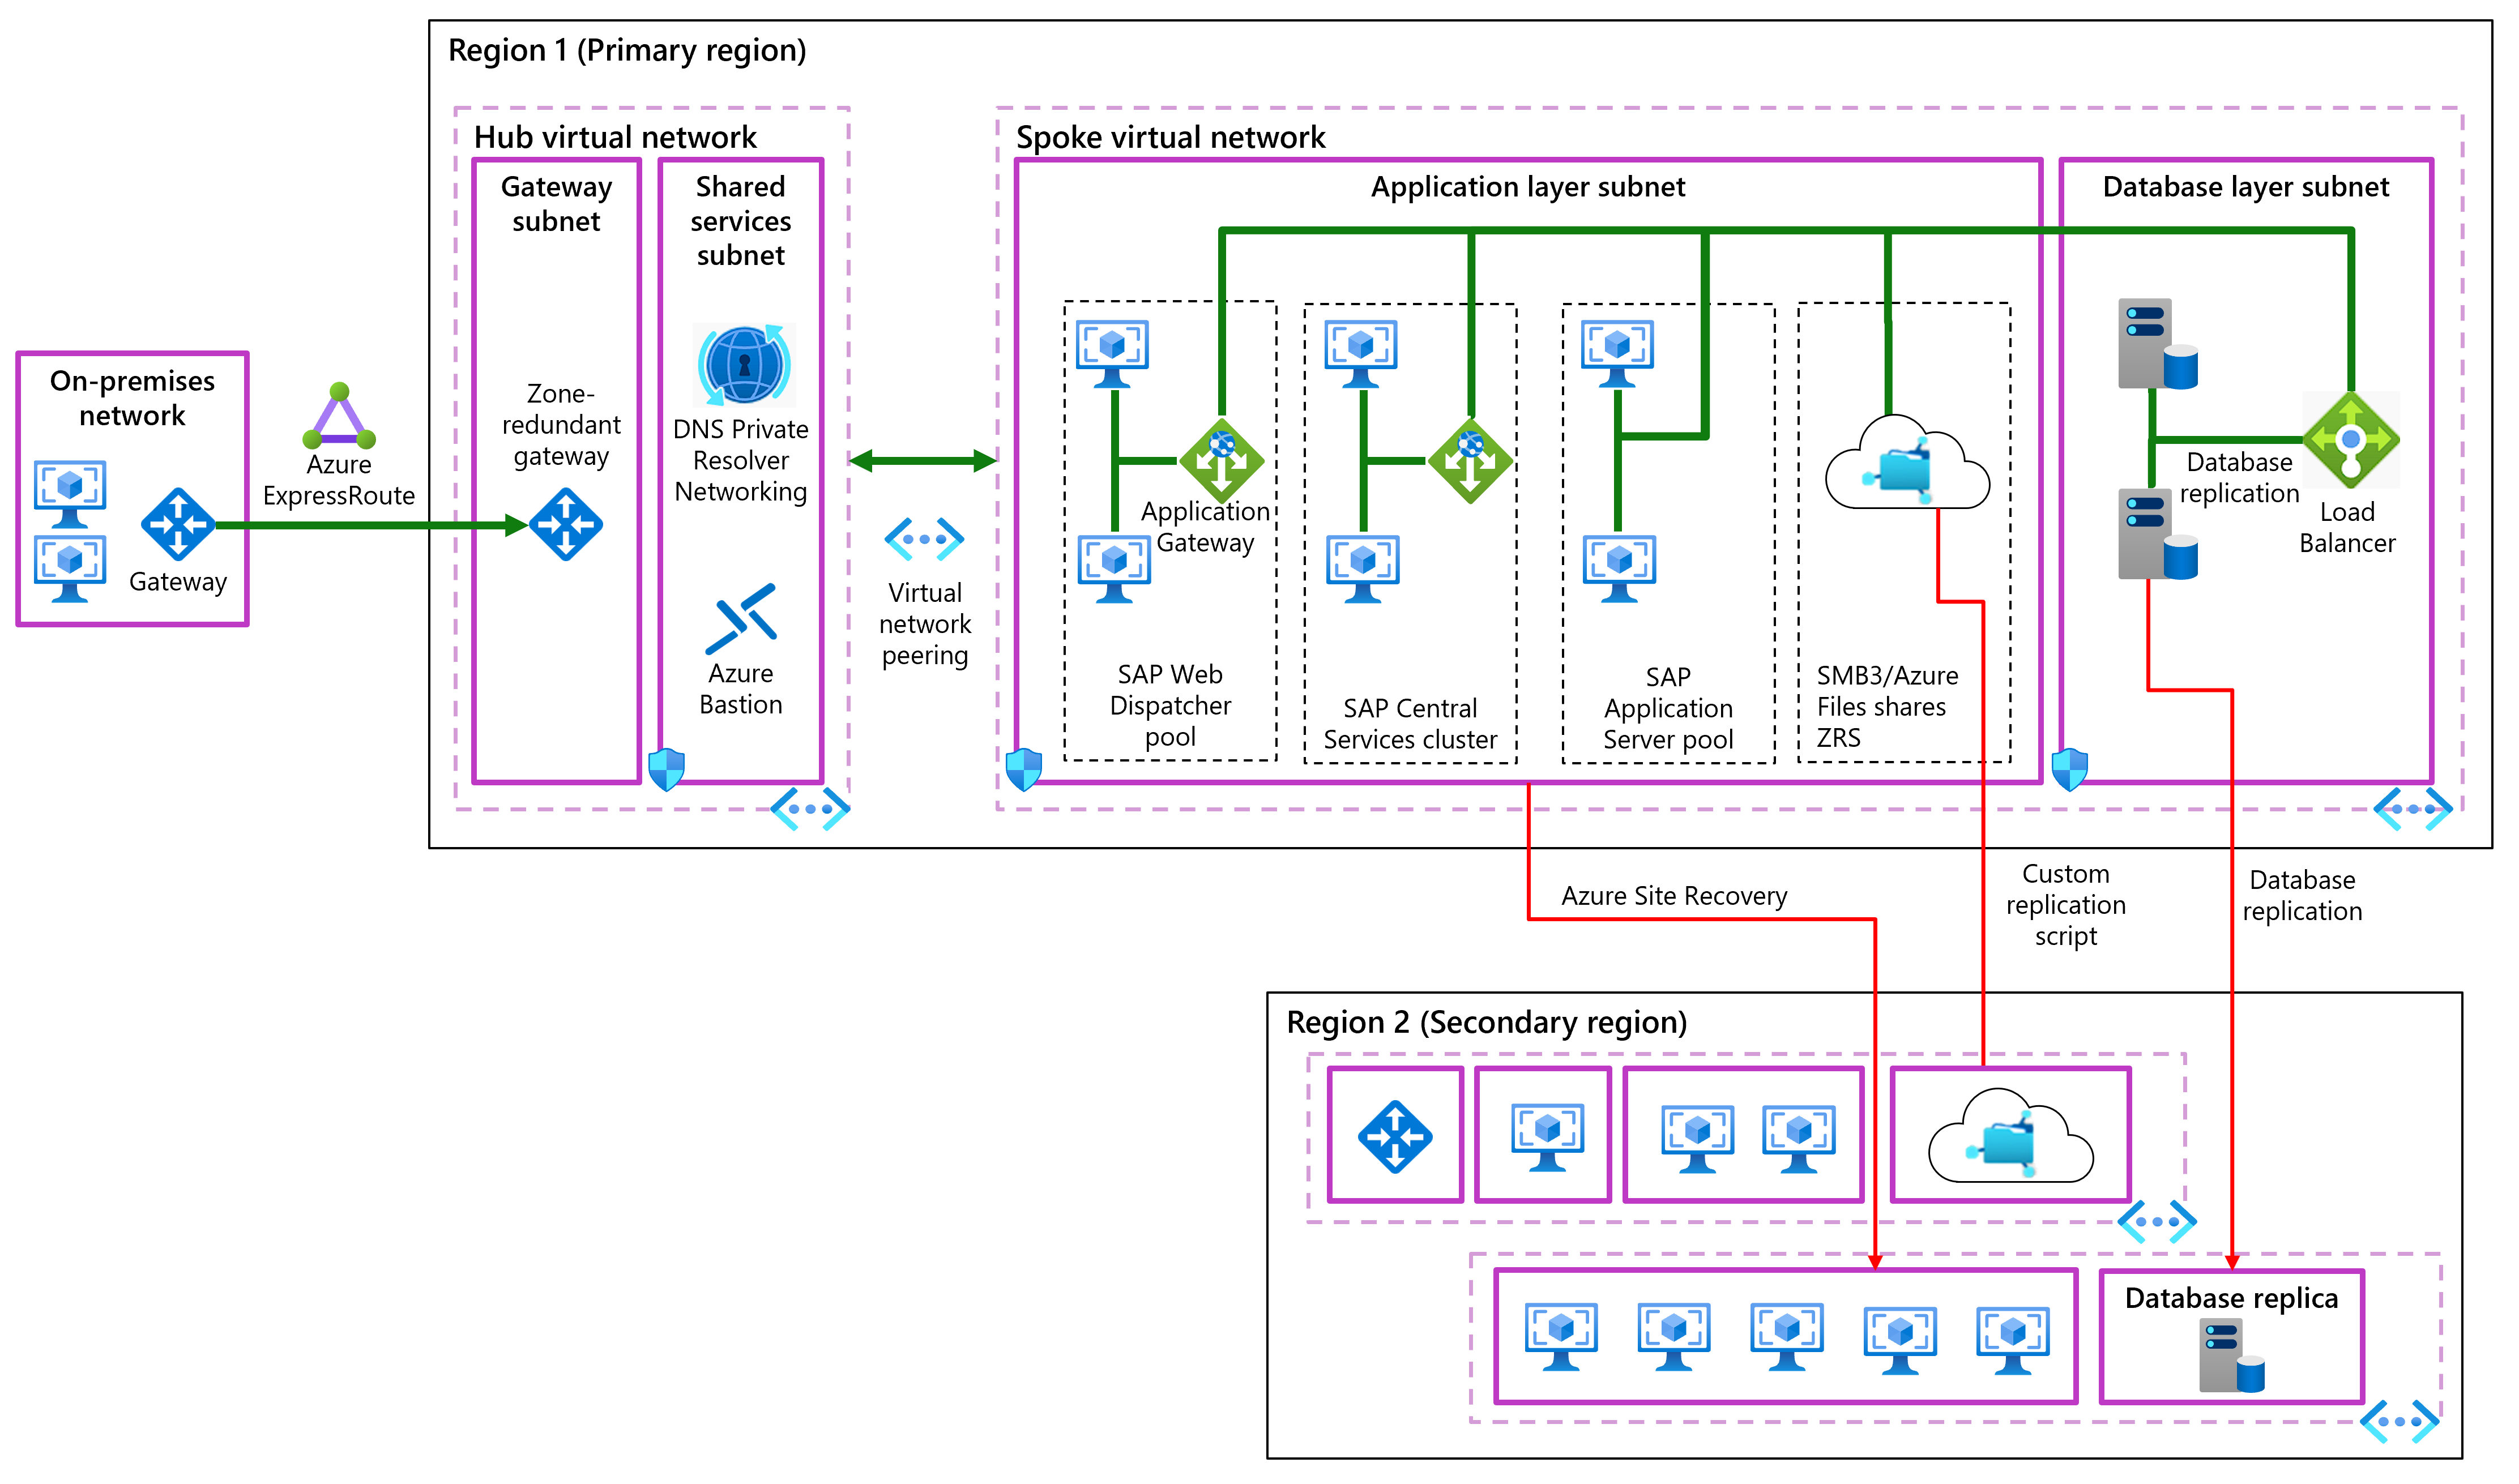 Region 1 (Primary region)
Hub virtual network
Spoke virtual network
Gateway
subnet
Shared
services
subnet
Application layer subnet
Database layer subnet
On-premises
network
Gateway
Azure
ExpressRoute
Zone-
redundant
gateway
DNS Private
Resolver
Networking
Azure
Bastion
Virtual
network
peering
Application
Gateway
SAP Web
Dispatcher
pool
SAP Central
Services cluster
SAP
Application
Server pool
SMB3/Azure
Files shares
ZRS
Database
replication
Load
Balancer
Azure Site Recovery
Custom
replication
script
Database
replication
Region 2 (Secondary region)
Database replica